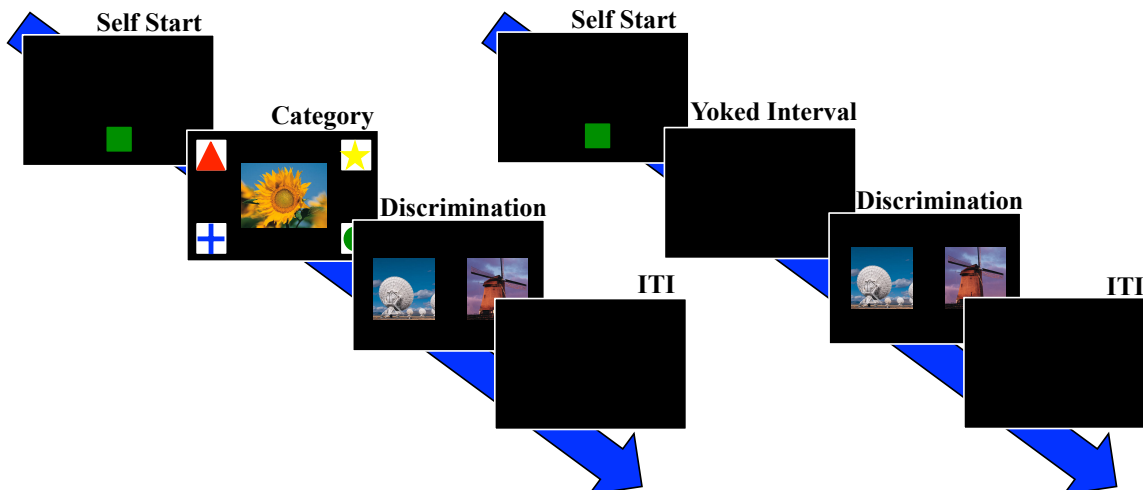 Self Start
Category
Discrimination
ITI
Self Start
Yoked Interval
Discrimination
ITI